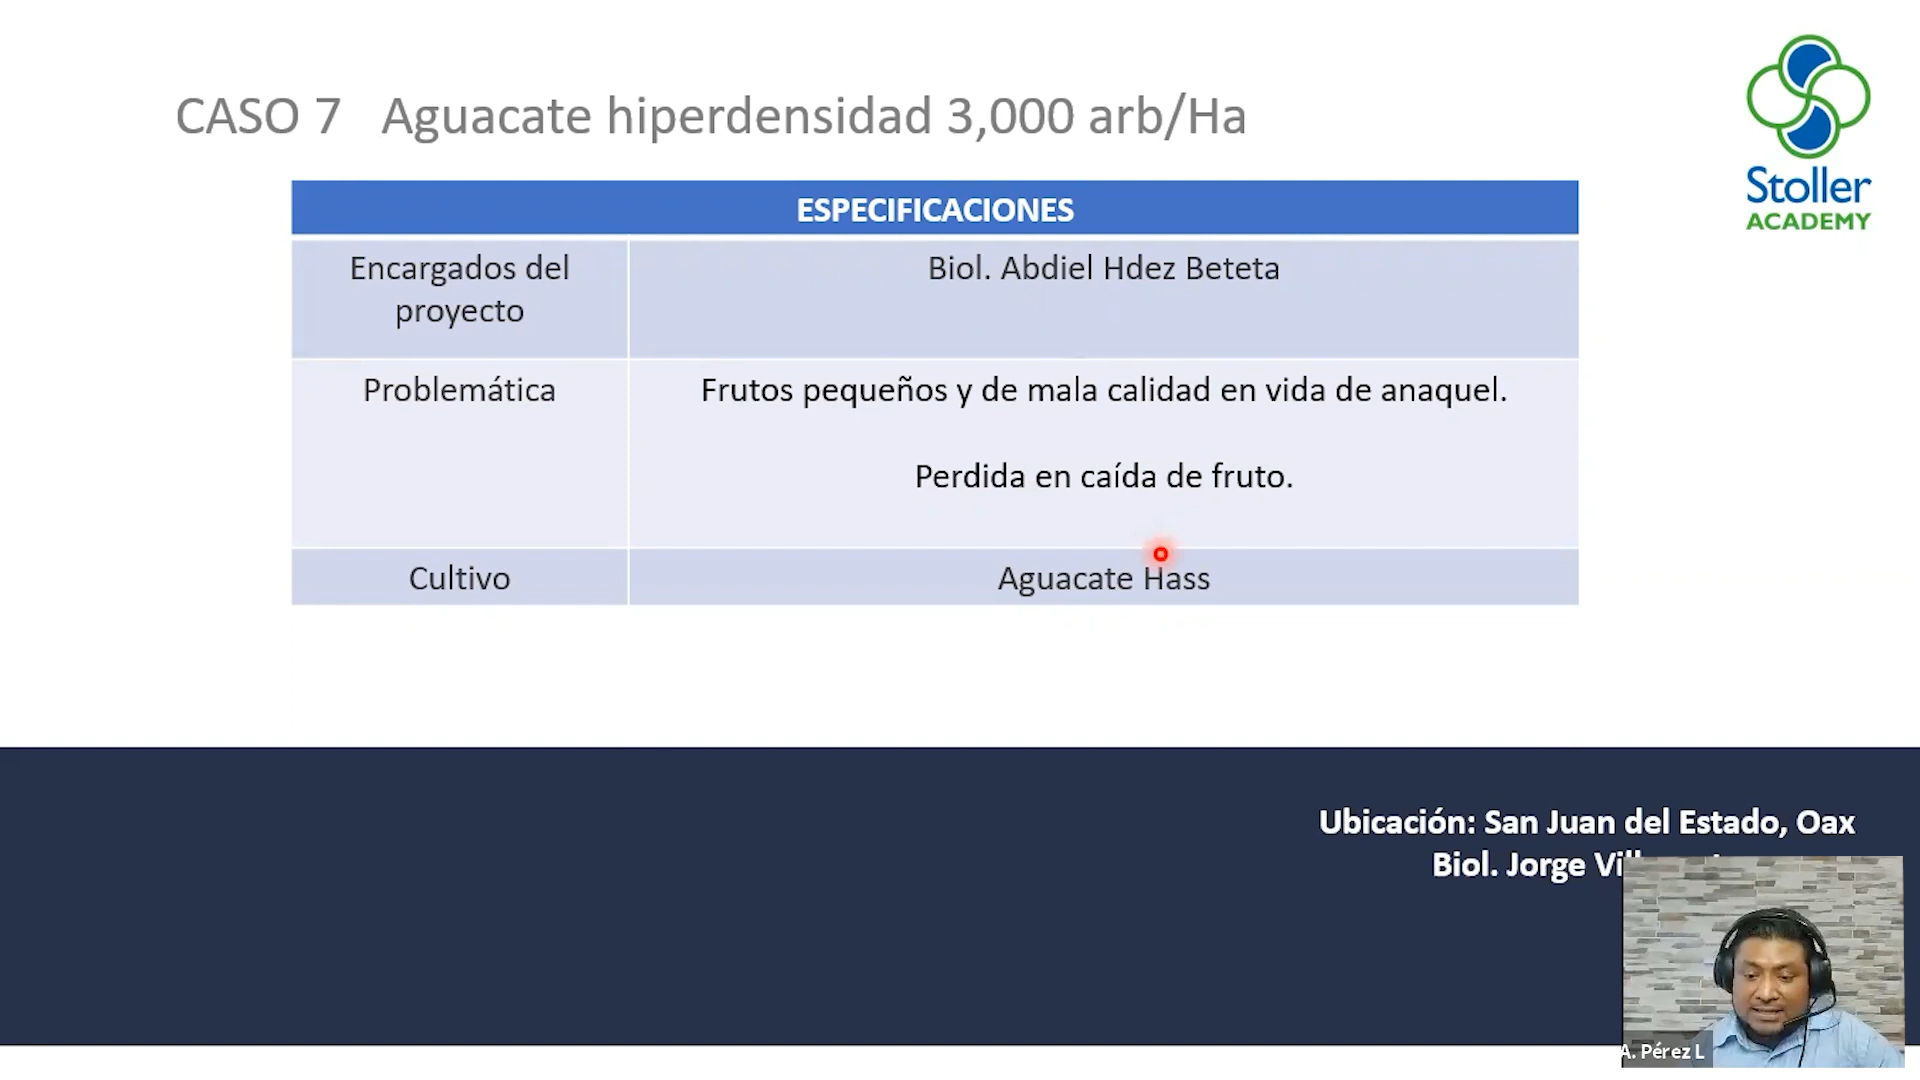 CASO 7 Aguacate hiperdensidad 3,000 arb/Ha
Stoller
ACADEMY
ESPECIFICACIONES
Encargados del
proyecto
Biol. Abdiel Hdez Beteta
Problemática
Frutos pequeños y de mala calidad en vida de anaquel.
Perdida en caída de fruto.
Cultivo
Aguacate Hass
Ubicación: San Juan del Estado, Oax
Biol. Jorge
A. Pérez L